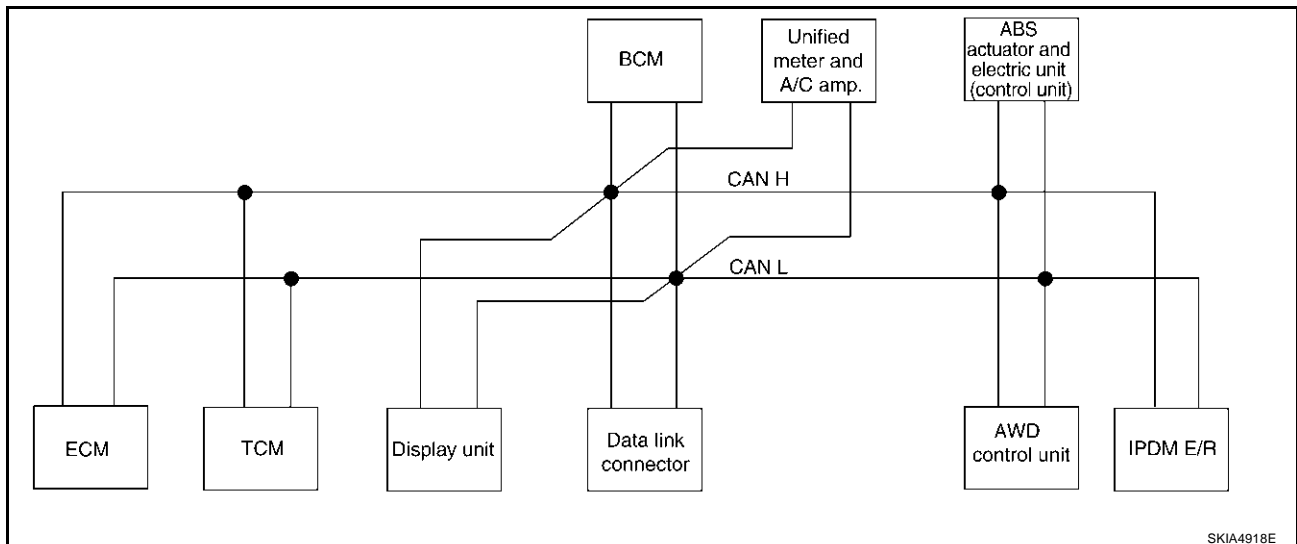 BCM
Unified
meter and
A/C amp.
ABS
actuator and
electric unit
(control unit)
CAN H
CAN L
ECM
TCM
Display unit
Data link
connector
AWD
control unit
IPDM E/R
SKIA4918E